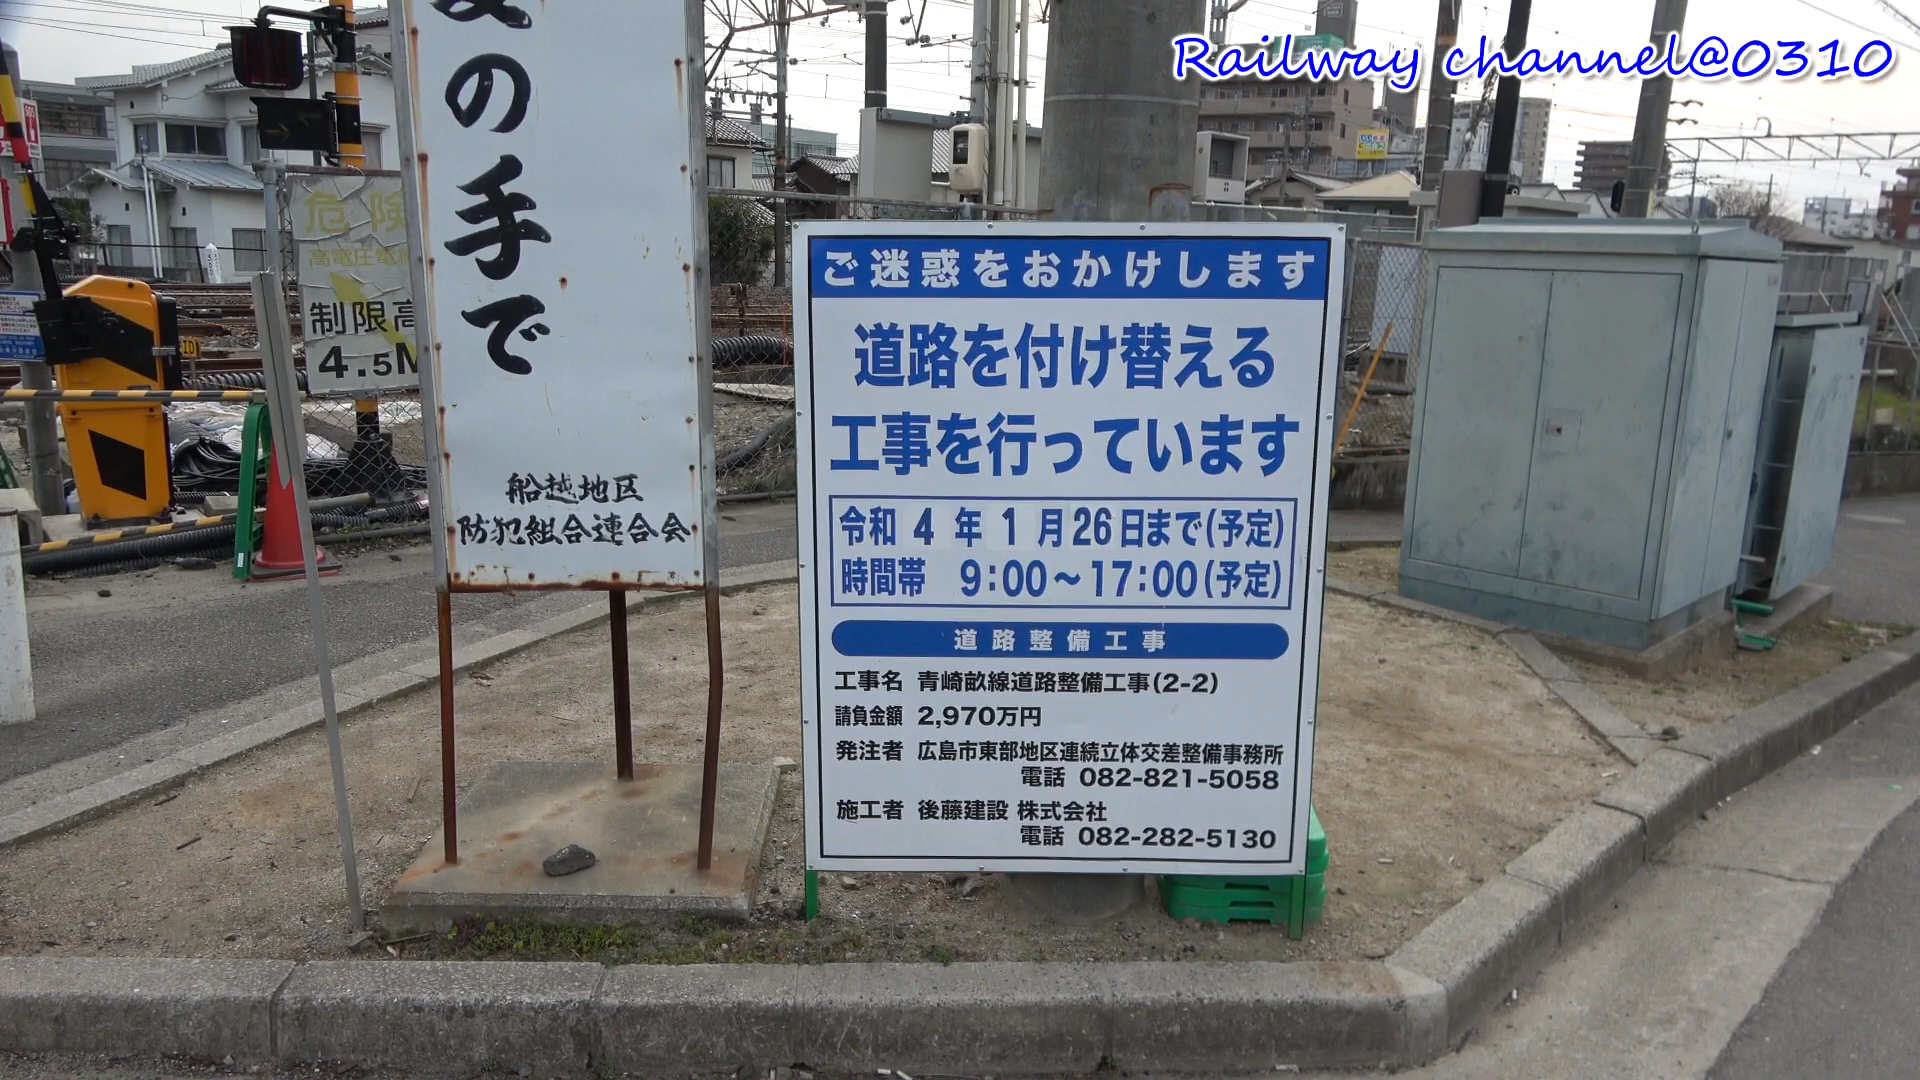 Railway channel@0310
の手で
船越地区
防犯組合連合会
危険
高電圧電線
制限高
4.5M
ご迷惑をおかけします
道路を付け替える
工事を行っています
令和 4 年 1 月 26日まで(予定)
時間帯 9:00～17:00(予定)
道路整備工事
工事名 青崎畝線道路整備工事(2-2)
請負金額 2,970万円
発注者 広島市東部地区連続立体交差整備事務所
電話 082-821-5058
施工者 後藤建設 株式会社
電話 082-282-5130